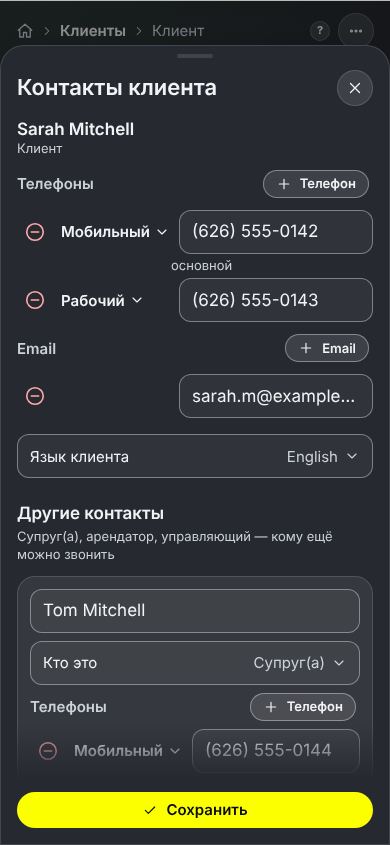 Клиенты Клиент ?
Контакты клиента
Sarah Mitchell
Клиент
Телефоны + Телефон
Мобильный (626) 555-0142
основной
Рабочий (626) 555-0143
Email + Email
sarah.m@example...
Язык клиента English
Другие контакты
Супруг(а), арендатор, управляющий — кому ещё
можно звонить
Tom Mitchell
Кто это Супруг(а)
Телефоны + Телефон
Мобильный (626) 555-0144
Сохранить